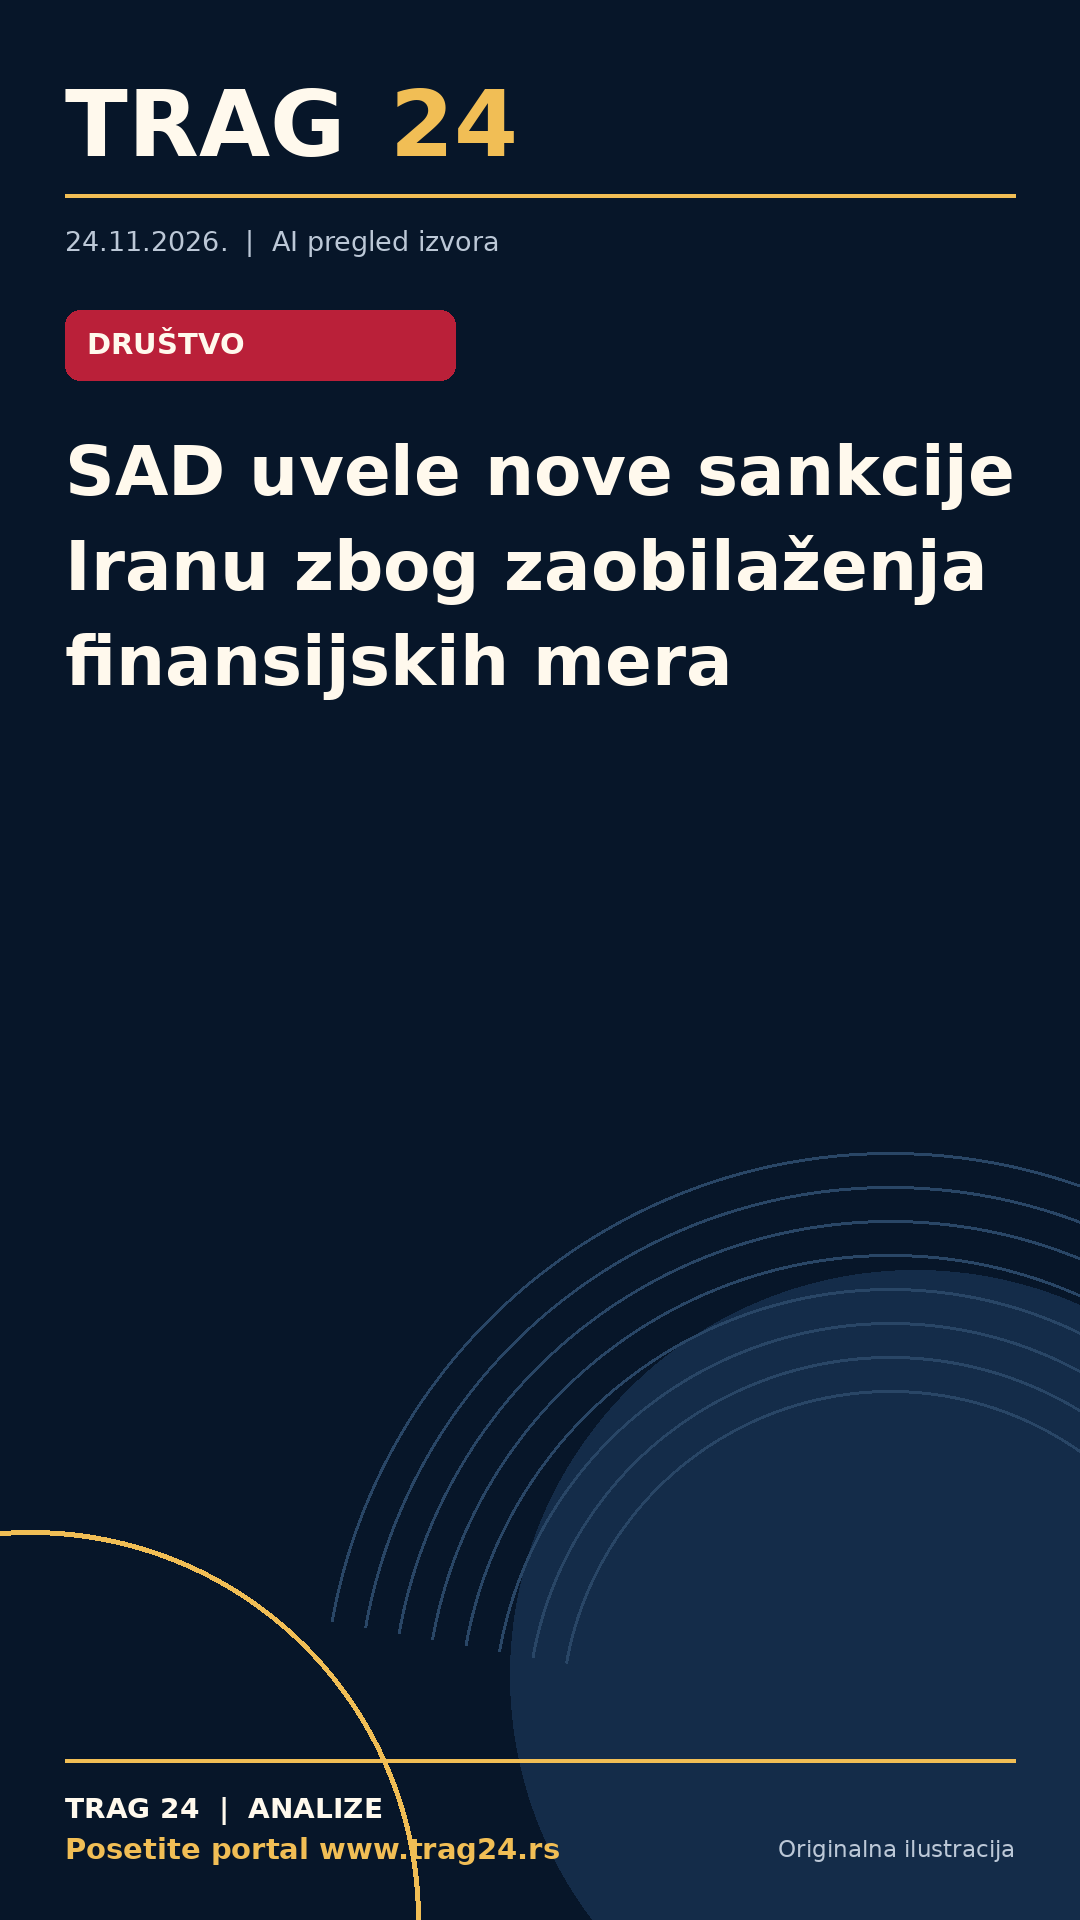 TRAG 24
24.11.2026. | AI pregled izvora
DRUŠTVO
SAD uvele nove sankcije
Iranu zbog zaobilaženja
finansijskih mera
TRAG 24 | ANALIZE
Posetite portal www.trag24.rs
Originalna ilustracija